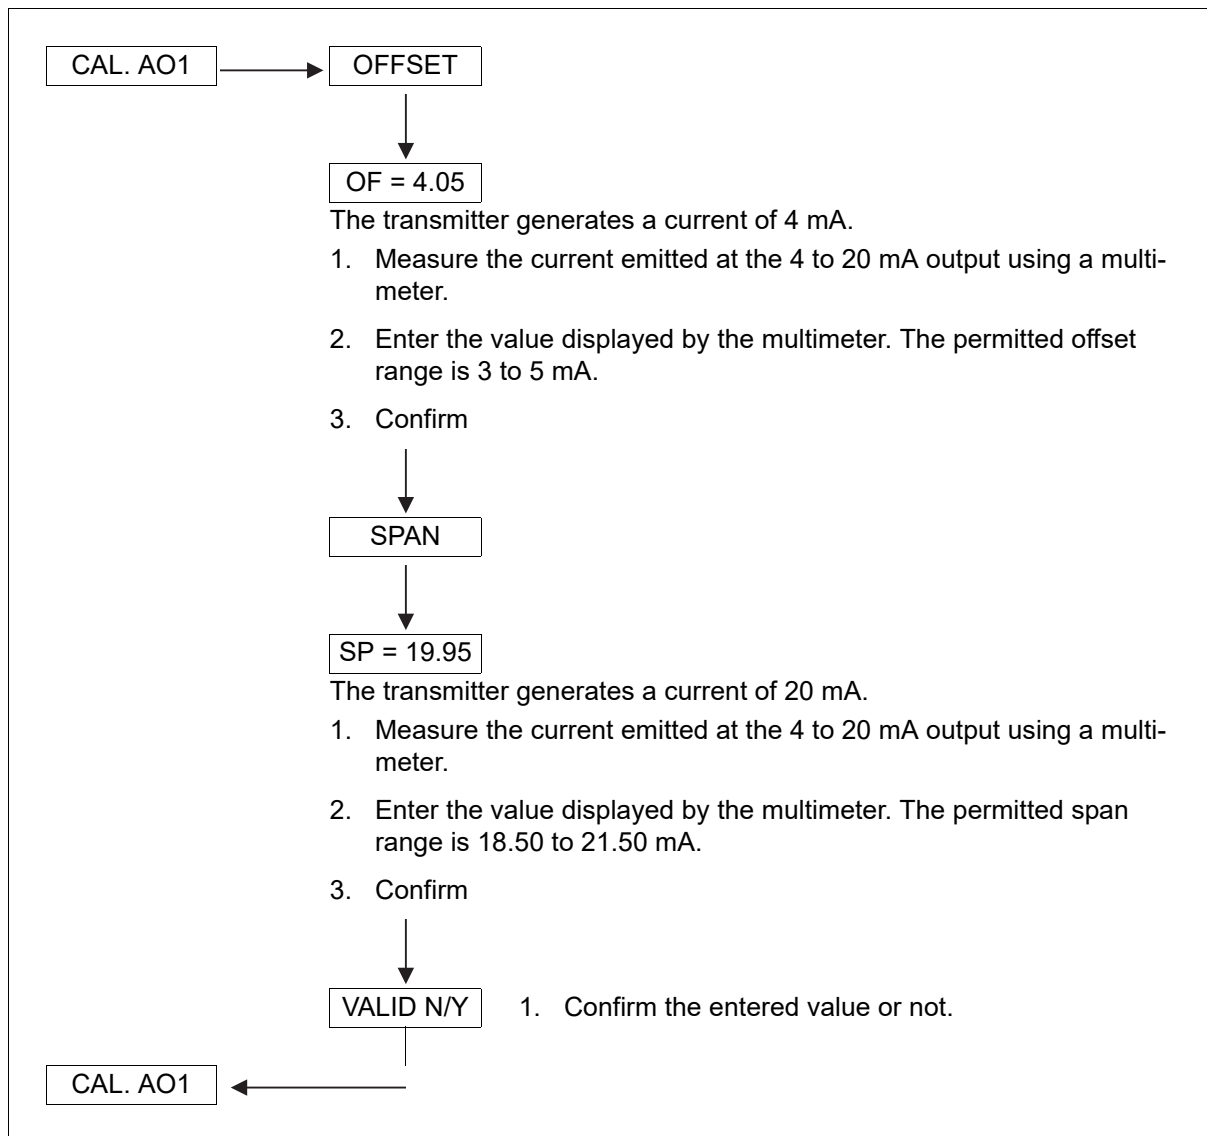 CAL. AO1
OFFSET
OF = 4.05
The transmitter generates a current of 4 mA.
1. Measure the current emitted at the 4 to 20 mA output using a multi-
meter.
2. Enter the value displayed by the multimeter. The permitted offset
range is 3 to 5 mA.
3. Confirm
SPAN
SP = 19.95
The transmitter generates a current of 20 mA.
1. Measure the current emitted at the 4 to 20 mA output using a multi-
meter.
2. Enter the value displayed by the multimeter. The permitted span
range is 18.50 to 21.50 mA.
3. Confirm
VALID N/Y
1. Confirm the entered value or not.
CAL. AO1